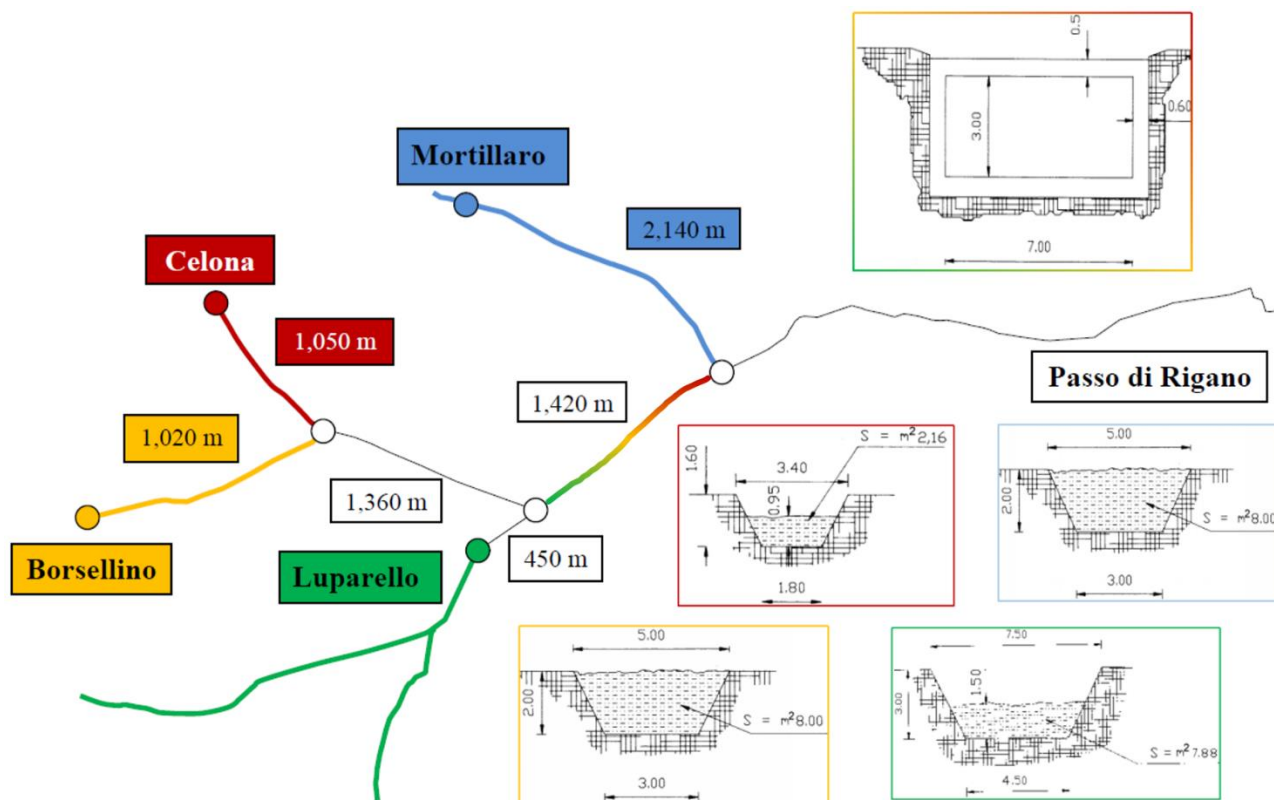 0.5
3.00
0.60
7.00
Mortillaro
2,140 m
Celona
1,050 m
Passo di Rigano
1,420 m
1,020 m
1,360 m
450 m
Borsellino
Luparello
S = m² 2,16
1.60
3.40
0.95
1.80
5.00
2.00
S = m² 8.00
3.00
5.00
2.00
S = m² 8.00
3.00
7.50
1.50
3.00
S = m² 7.88
4.50